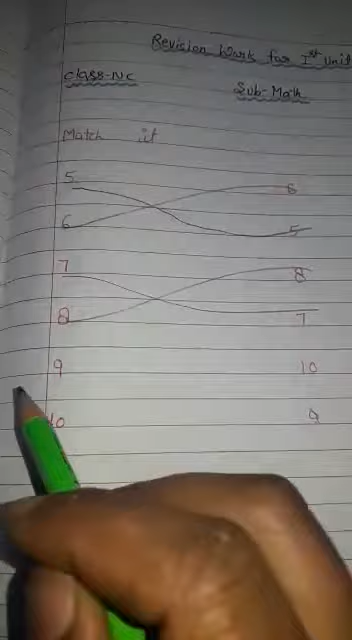 Revision Work for Ist Unit
Class-NC
Sub-Math
Match it
5 6
6 5
7 8
8 7
9 10
10 9